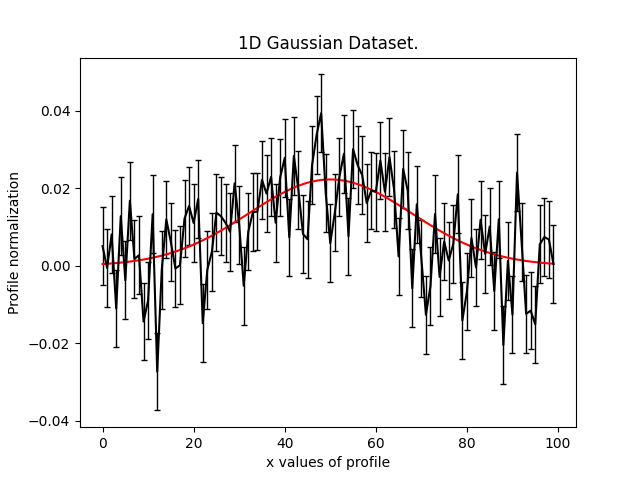 1D Gaussian Dataset.
Profile normalization
0.04
0.02
0.00
−0.02
−0.04
0 20 40 60 80 100
x values of profile